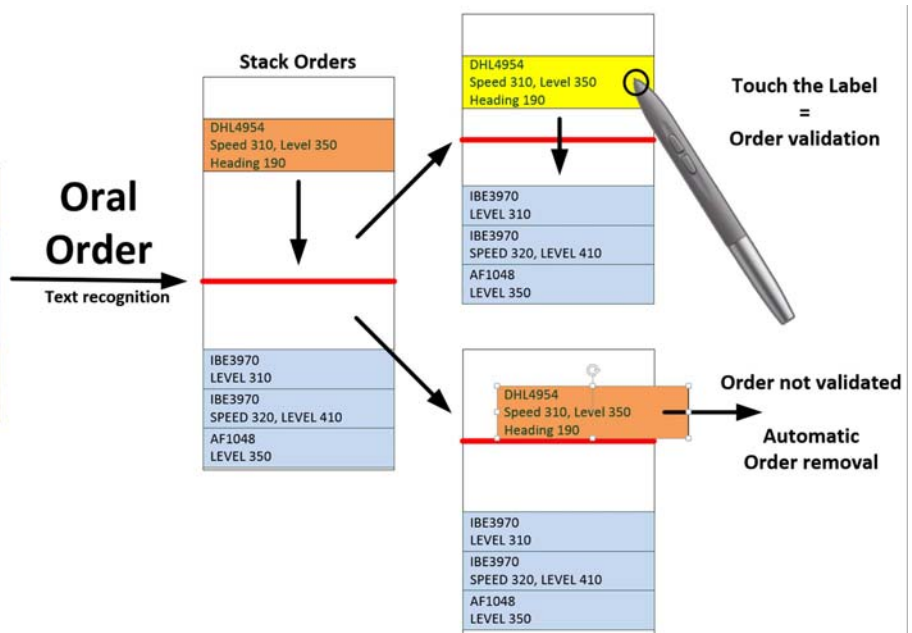 Oral
Order
Text recognition
Stack Orders
DHL4954
Speed 310, Level 350
Heading 190
IBE3970
LEVEL 310
IBE3970
SPEED 320, LEVEL 410
AF1048
LEVEL 350
DHL4954
Speed 310, Level 350
Heading 190
IBE3970
LEVEL 310
IBE3970
SPEED 320, LEVEL 410
AF1048
LEVEL 350
Touch the Label
=
Order validation
DHL4954
Speed 310, Level 350
Heading 190
IBE3970
LEVEL 310
IBE3970
SPEED 320, LEVEL 410
AF1048
LEVEL 350
Order not validated
Automatic
Order removal